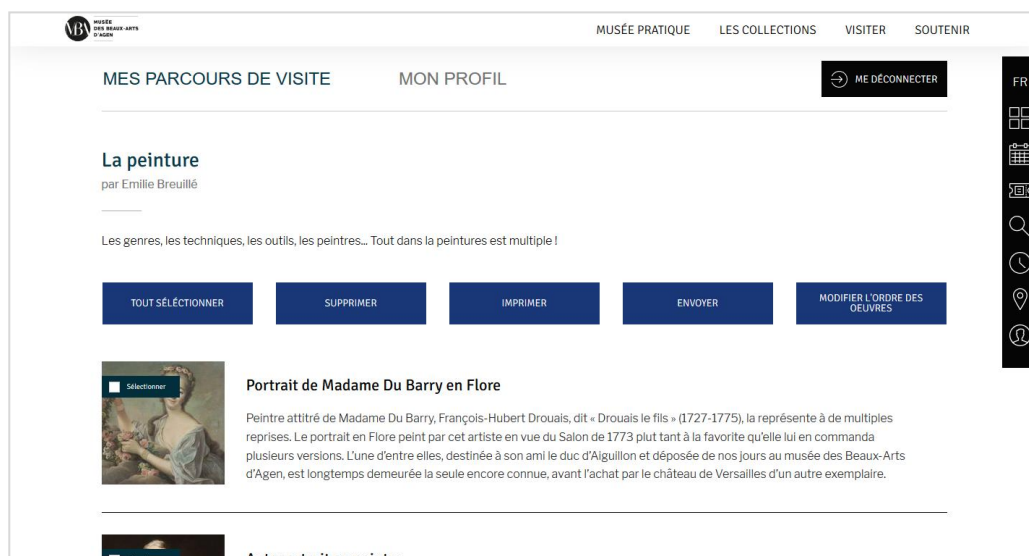 MBA
MUSÉE
DES BEAUX-ARTS
D'AGEN
MUSÉE PRATIQUE LES COLLECTIONS VISITER SOUTENIR
MES PARCOURS DE VISITE MON PROFIL ME DÉCONNECTER
FR
La peinture
par Emilie Breuillé
Les genres, les techniques, les outils, les peintres... Tout dans la peintures est multiple !
TOUT SÉLÉCTIONNER SUPPRIMER IMPRIMER ENVOYER MODIFIER L'ORDRE DES
OEUVRES
Sélectionner
Portrait de Madame Du Barry en Flore
Peintre attitré de Madame Du Barry, François-Hubert Drouais, dit « Drouais le fils » (1727-1775), la représente à de multiples
reprises. Le portrait en Flore peint par cet artiste en vue du Salon de 1773 plut tant à la favorite qu'elle lui en commanda
plusieurs versions. L'une d'entre elles, destinée à son ami le duc d'Aiguillon et déposée de nos jours au musée des Beaux-Arts
d'Agen, est longtemps demeurée la seule encore connue, avant l'achat par le château de Versailles d'un autre exemplaire.